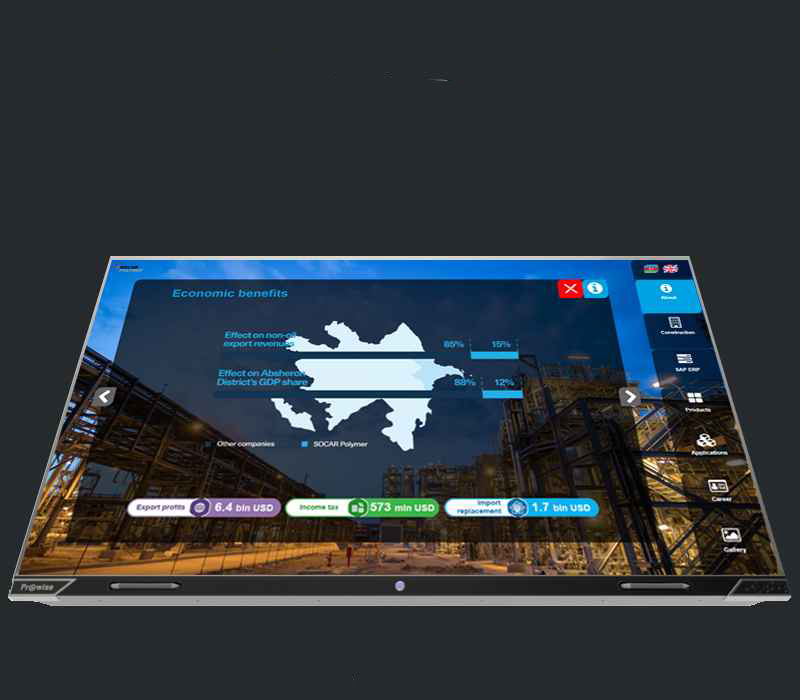 Economic benefits
About
Effect on non-oil
export revenues
85%
15%
Construction
SAP ERP
Effect on Absheron
District's GDP share
88%
12%
Products
Other companies
SOCAR Polymer
Applications
Career
Export profits
6.4 bln USD
Income tax
573 mln USD
Import
replacement
1.7 bln USD
Gallery
Prowise